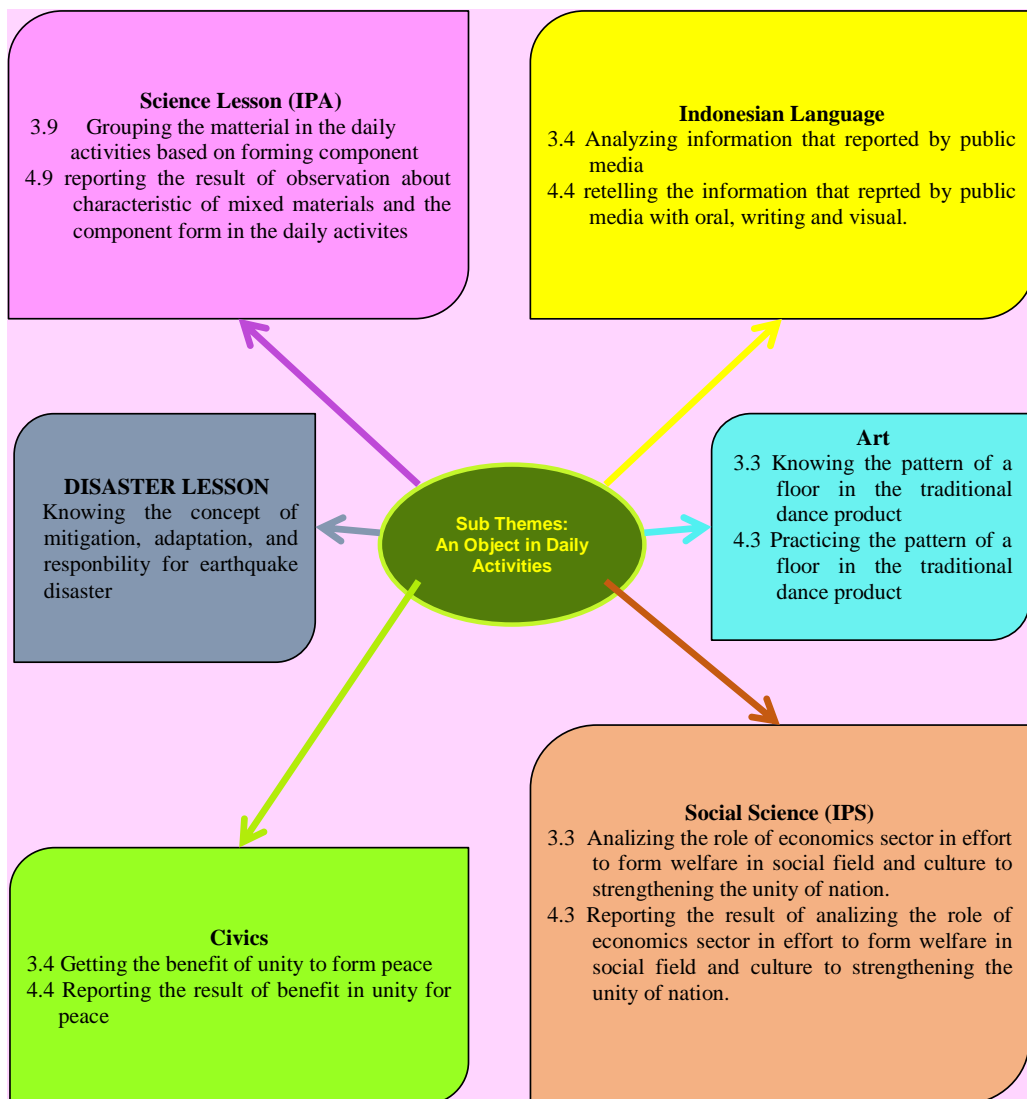 Science Lesson (IPA)
3.9 Grouping the matterial in the daily
activities based on forming component
4.9 reporting the result of observation about
characteristic of mixed materials and the
component form in the daily activites
Indonesian Language
3.4 Analyzing information that reported by public
media
4.4 retelling the information that reprted by public
media with oral, writing and visual.
DISASTER LESSON
Knowing the concept of
mitigation, adaptation, and
responbility for earthquake
disaster
Sub Themes:
An Object in Daily
Activities
Art
3.3 Knowing the pattern of a
floor in the traditional
dance product
4.3 Practicing the pattern of a
floor in the traditional
dance product
Civics
3.4 Getting the benefit of unity to form peace
4.4 Reporting the result of benefit in unity for
peace
Social Science (IPS)
3.3 Analizing the role of economics sector in effort
to form welfare in social field and culture to
strengthening the unity of nation.
4.3 Reporting the result of analizing the role of
economics sector in effort to form welfare in
social field and culture to strengthening the
unity of nation.